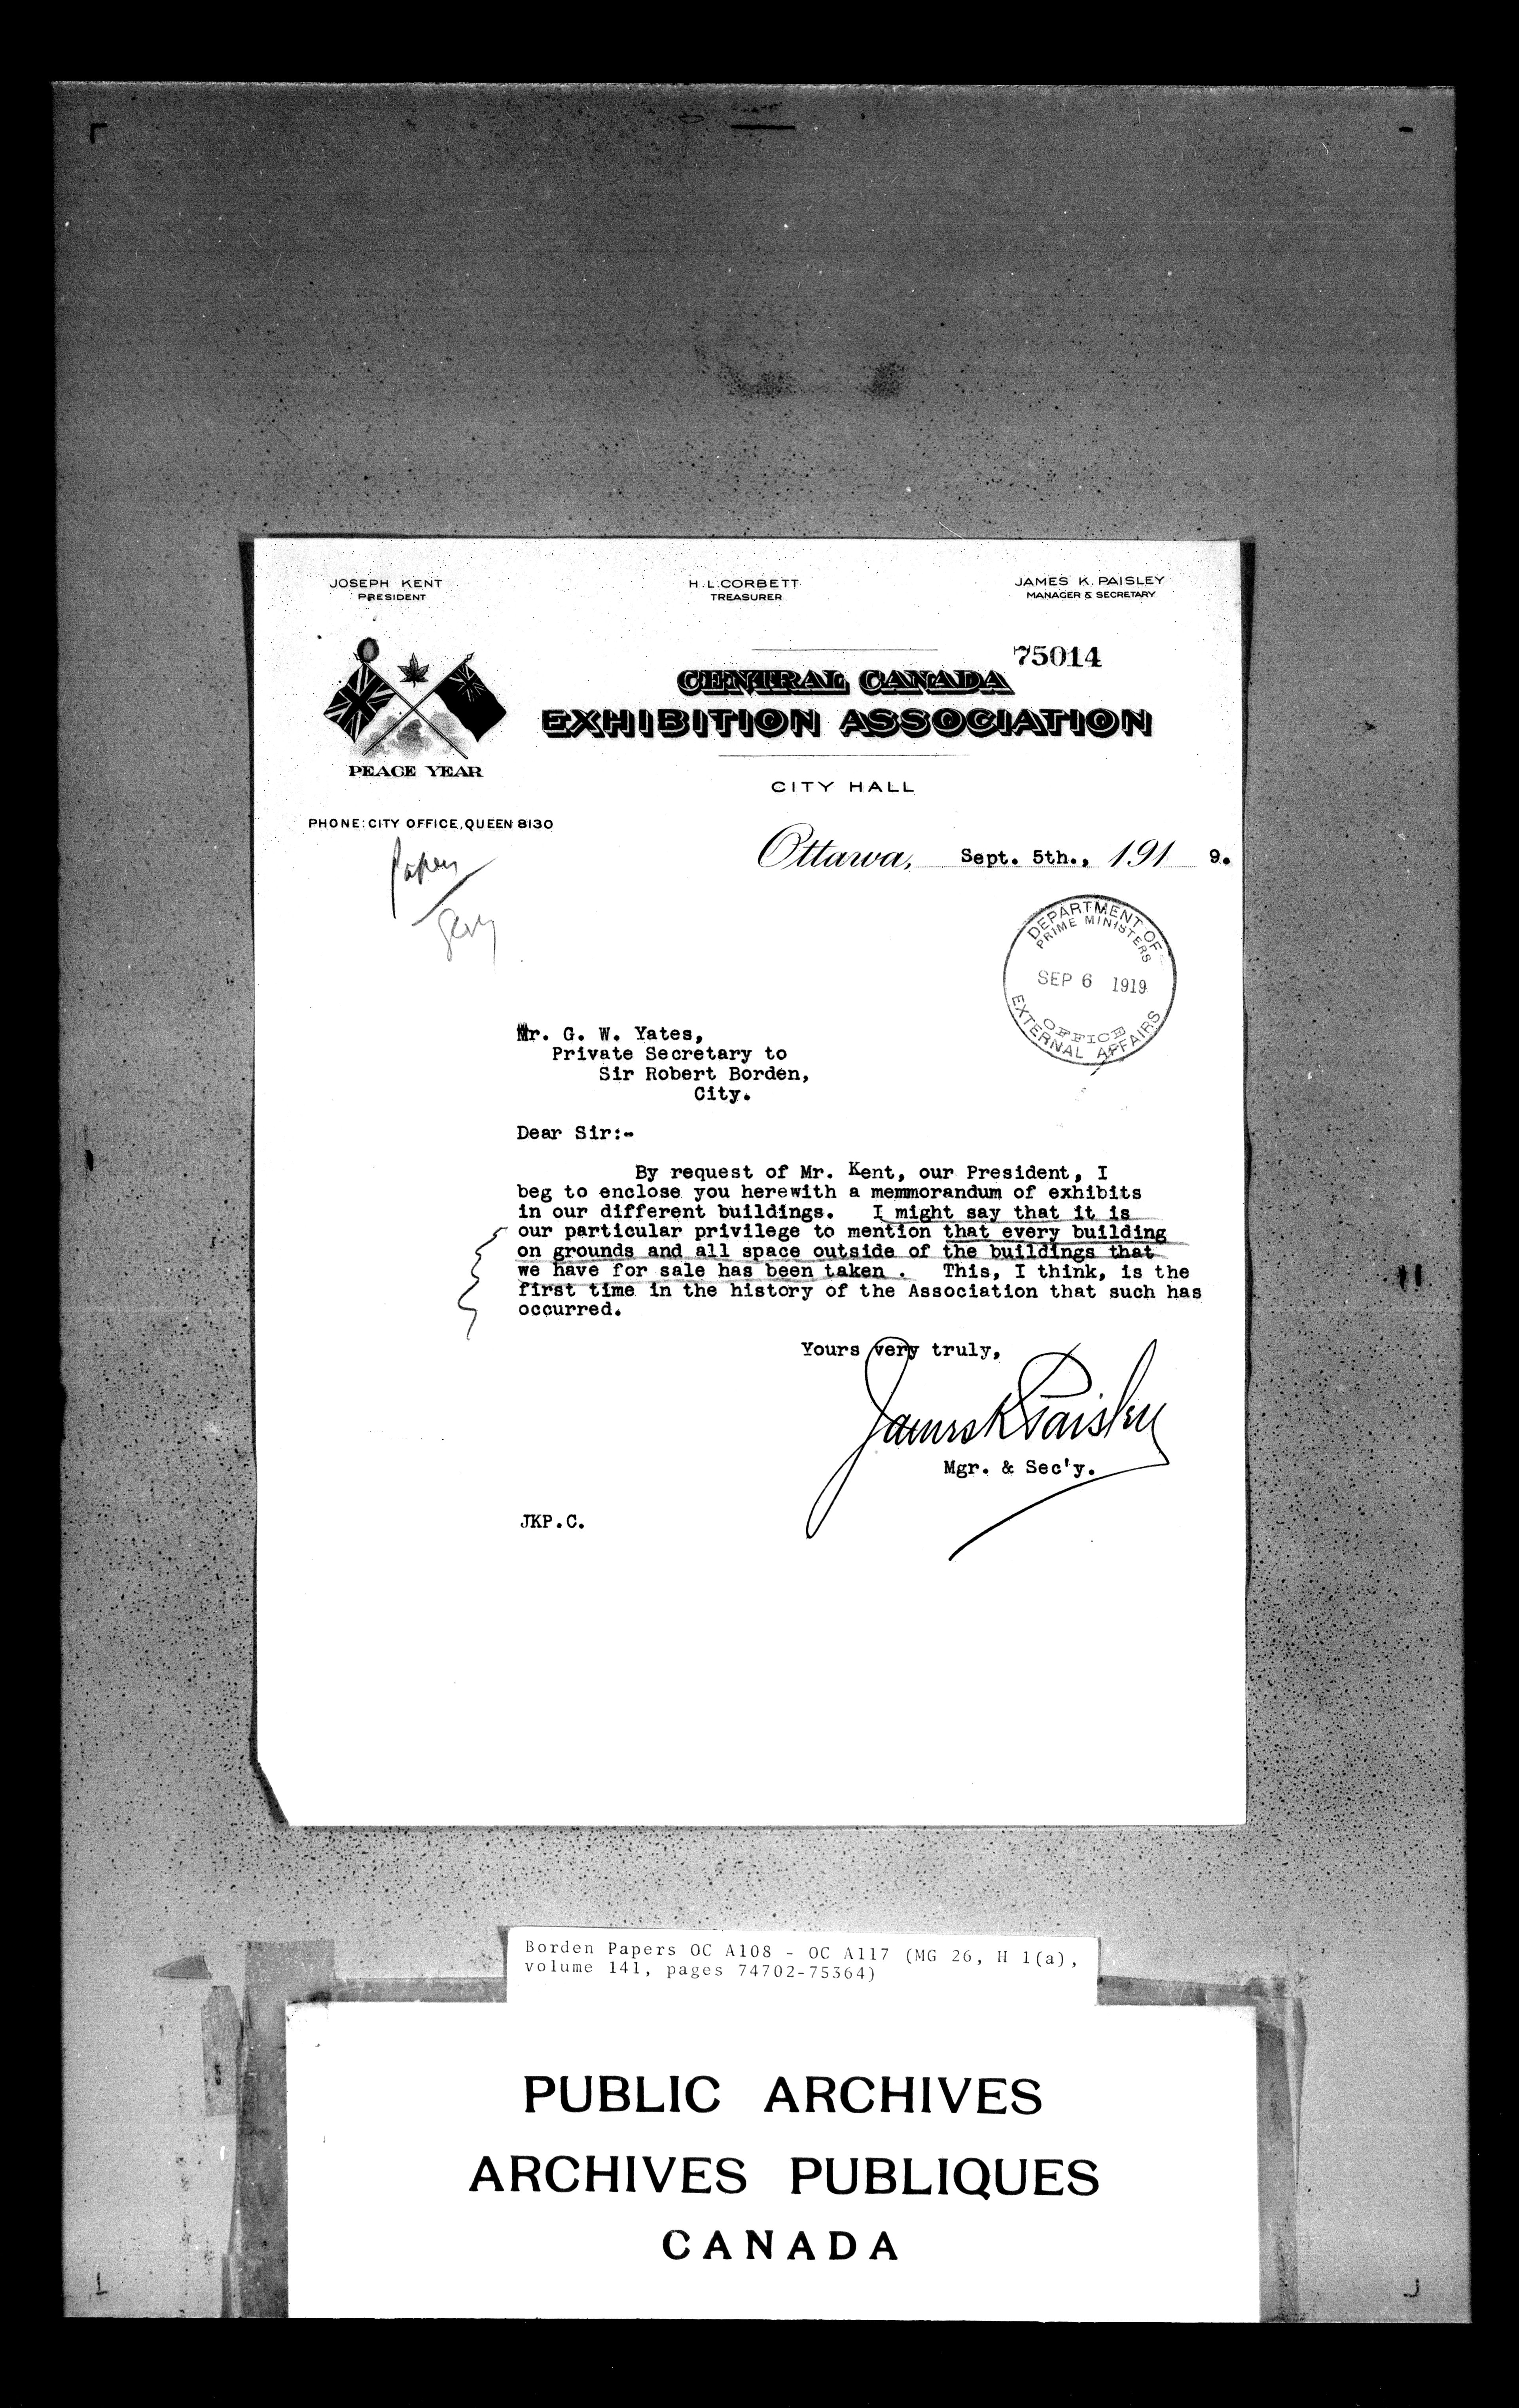 JOSEPH KENT
PRESIDENT
H.L.CORBETT
TREASURER
JAMES K. PAISLEY
MANAGER & SECRETARY
75014
CENTRAL CANADA
EXHIBITION ASSOCIATION
PEACE YEAR
CITY HALL
PHONE: CITY OFFICE, QUEEN 8130
Papers
Ottawa, Sept. 5th., 191 9.
DEPARTMENT OF
PRIME MINISTERS
SEP 6 1919
OFFICE
EXTERNAL AFFAIRS
Mr. G. W. Yates,
Private Secretary to
Sir Robert Borden,
City.
Dear Sir:-
By request of Mr. Kent, our President, I
beg to enclose you herewith a memmorandum of exhibits
in our different buildings. I might say that it is
our particular privilege to mention that every building
on grounds and all space outside of the buildings that
we have for sale has been taken . This, I think, is the
first time in the history of the Association that such has
occurred.
Yours very truly,
James K Paisley
Mgr. & Sec'y.
JKP.C.
Borden Papers OC A108 - OC A117 (MG 26, H 1(a),
volume 141, pages 74702-75364)
PUBLIC ARCHIVES
ARCHIVES PUBLIQUES
CANADA